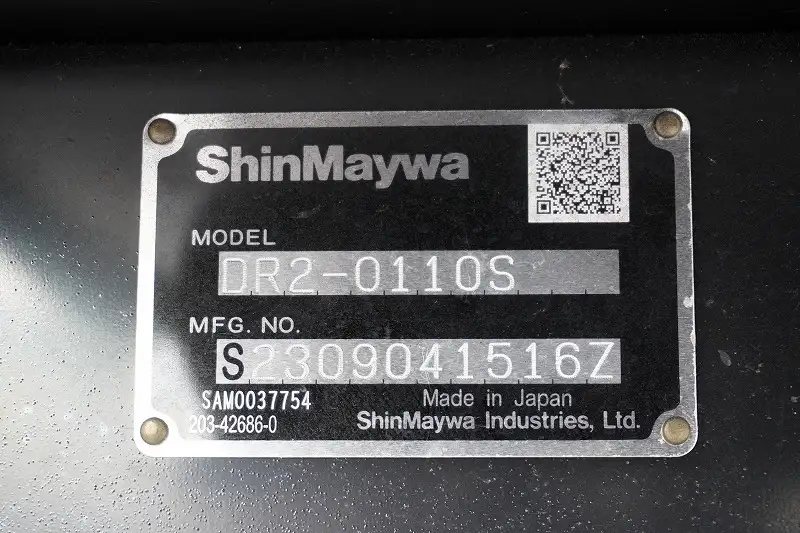 ShinMaywa
MODEL
DR2-0110S
MFG. NO.
S2309041516Z
SAM0037754
Made in Japan
203-42686-0
ShinMaywa Industries, Ltd.